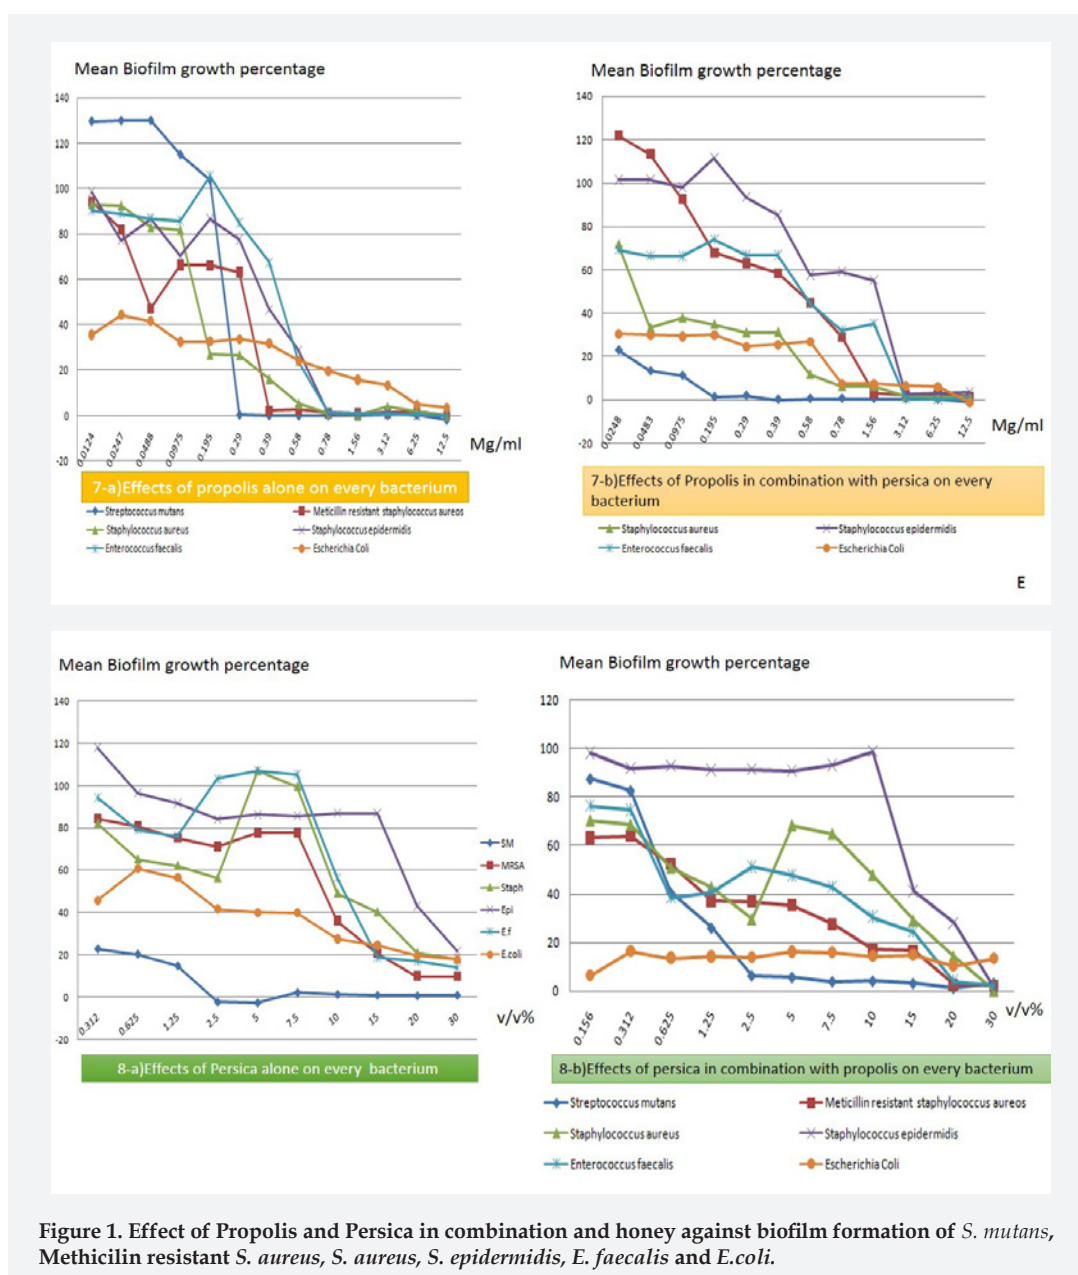 Mean Biofilm growth percentage
140
120
100
80
60
40
20
0
-20
0.0124 0.0247 0.0488 0.0975 0.195 0.29 0.39 0.58 0.78 1.56 3.12 6.25 12.5
Mg/ml
7-a)Effects of propolis alone on every bacterium
Streptococcus mutans Meticillin resistant staphylococcus aureos
Staphylococcus aureus Staphylococcus epidermidis
Enterococcus faecalis Escherichia Coli
Mean Biofilm growth percentage
140
120
100
80
60
40
20
0
-20
0.0248 0.0483 0.0975 0.195 0.29 0.39 0.58 0.78 1.56 3.12 6.25 12.5
Mg/ml
7-b)Effects of Propolis in combination with persica on every
bacterium
Staphylococcus aureus Staphylococcus epidermidis
Enterococcus faecalis Escherichia Coli
E
Mean Biofilm growth percentage
140
120
100
80
60
40
20
0
-20
0.312 0.625 1.25 2.5 5 7.5 10 15 20 30
v/v%
SM
MRSA
Staph
Epi
E.f
E.coli
8-a)Effects of Persica alone on every bacterium
Mean Biofilm growth percentage
120
100
80
60
40
20
0
0.156 0.312 0.625 1.25 2.5 5 7.5 10 15 20 30
v/v%
8-b)Effects of persica in combination with propolis on every bacterium
Streptococcus mutans Meticillin resistant staphylococcus aureos
Staphylococcus aureus Staphylococcus epidermidis
Enterococcus faecalis Escherichia Coli
Figure 1. Effect of Propolis and Persica in combination and honey against biofilm formation of S. mutans,
Methicilin resistant S. aureus, S. aureus, S. epidermidis, E. faecalis and E.coli.